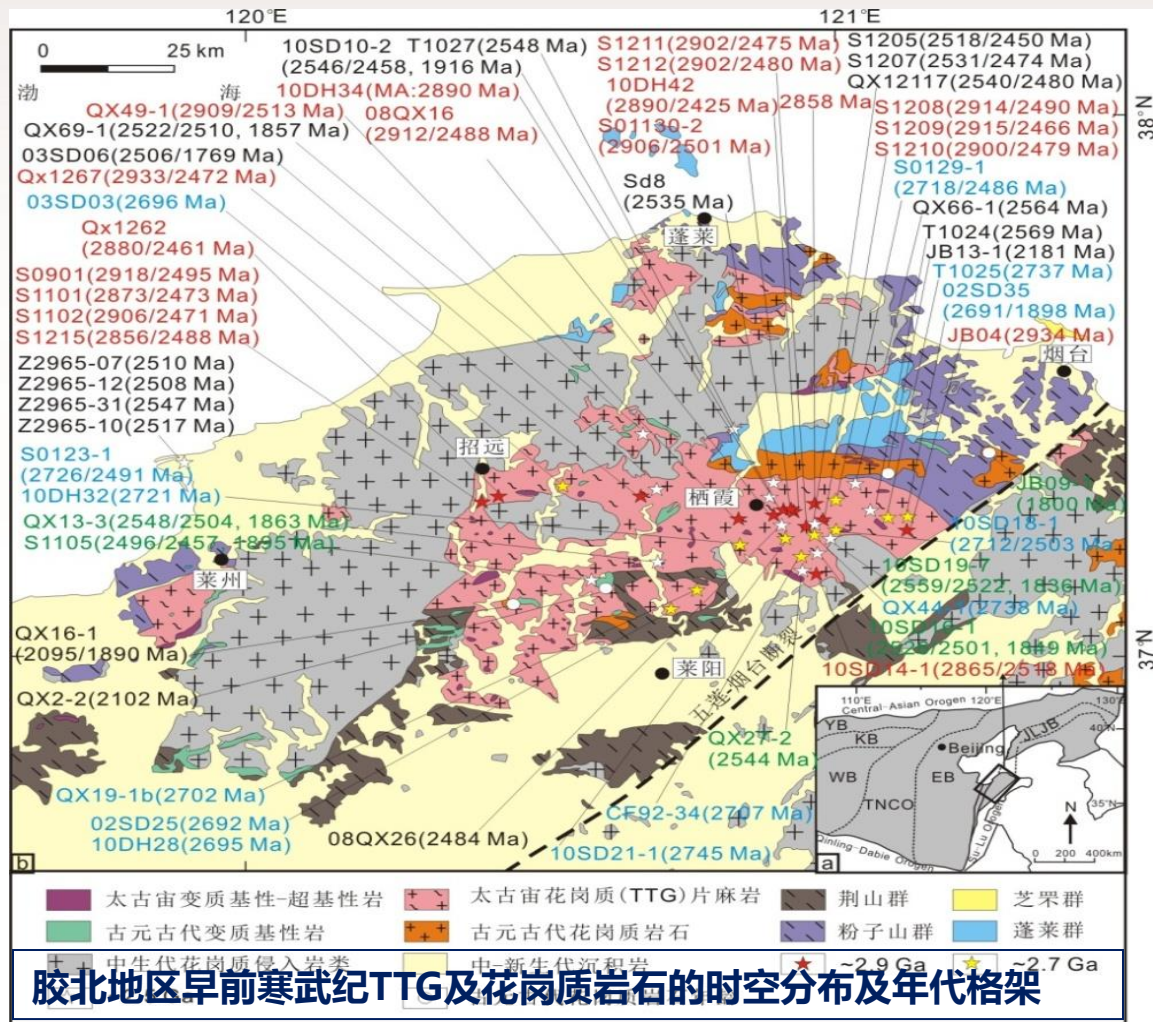 120°E 121°E
0 25 km
渤 海
10SD10-2 T1027(2548 Ma)
(2546/2458, 1916 Ma)
10DH34(MA:2890 Ma)
QX49-1(2909/2513 Ma)
08QX16
(2912/2488 Ma)
QX69-1(2522/2510, 1857 Ma)
03SD06(2506/1769 Ma)
Qx1267(2933/2472 Ma)
03SD03(2696 Ma)
Qx1262
(2880/2461 Ma)
S0901(2918/2495 Ma)
S1101(2873/2473 Ma)
S1102(2906/2471 Ma)
S1215(2856/2488 Ma)
Z2965-07(2510 Ma)
Z2965-12(2508 Ma)
Z2965-31(2547 Ma)
Z2965-10(2517 Ma)
S0123-1
(2726/2491 Ma)
10DH32(2721 Ma)
QX13-3(2548/2504, 1863 Ma)
S1105(2496/2457, 1895 Ma)
S1211(2902/2475 Ma)
S1212(2902/2480 Ma)
10DH42
(2890/2425 Ma)
2858 Ma
S01130-2
(2906/2501 Ma)
Sd8
(2535 Ma)
S1205(2518/2450 Ma)
S1207(2531/2474 Ma)
QX12117(2540/2480 Ma)
S1208(2914/2490 Ma)
S1209(2915/2466 Ma)
S1210(2900/2479 Ma)
S0129-1
(2718/2486 Ma)
QX66-1(2564 Ma)
T1024(2569 Ma)
JB13-1(2181 Ma)
T1025(2737 Ma)
02SD35
(2691/1898 Ma)
JB04(2934 Ma)
38°N
蓬莱
烟台
招远
栖霞
莱州
莱阳
五莲-烟台断裂
(1800 Ma)
10SD18-1
(2712/2503 Ma)
10SD19-7
(2559/2522, 1836 Ma)
QX44-1(2738 Ma)
10SD14-1(2865/2518 Ma)
37°N
QX16-1
(2095/1890 Ma)
QX2-2(2102 Ma)
QX19-1b(2702 Ma)
02SD25(2692 Ma)
10DH28(2695 Ma)
08QX26(2484 Ma)
QX27-2
(2544 Ma)
CF92-34(2707 Ma)
10SD21-1(2745 Ma)
110°E 120°E 130°E
Central-Asian Orogen
YB
KB
Beijing
JLJB
40°N
WB
EB
TNCO
35°N
N
Su-Lu Orogen
Qinling-Dabie Orogen
0 200 400km
b a
太古宙变质基性-超基性岩 太古宙花岗质(TTG)片麻岩 荆山群 芝罘群
古元古代变质基性岩 古元古代花岗质岩石 粉子山群 蓬莱群
中生代花岗质侵入岩类 中-新生代沉积岩 ~2.9 Ga ~2.7 Ga
胶北地区早前寒武纪TTG及花岗质岩石的时空分布及年代格架